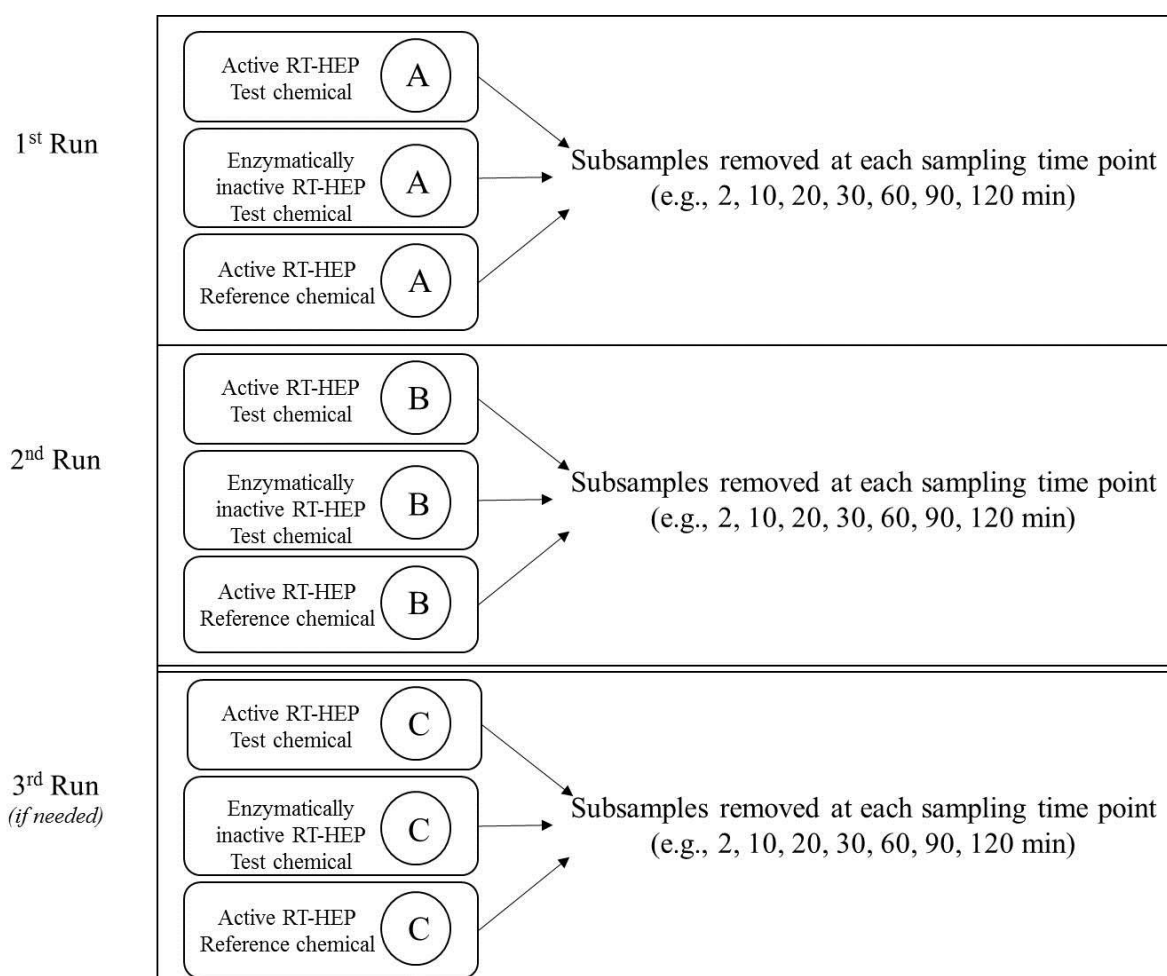 1st Run
Active RT-HEP
Test chemical
A
Enzymatically
inactive RT-HEP
Test chemical
A
Active RT-HEP
Reference chemical
A
Subsamples removed at each sampling time point
(e.g., 2, 10, 20, 30, 60, 90, 120 min)
2nd Run
Active RT-HEP
Test chemical
B
Enzymatically
inactive RT-HEP
Test chemical
B
Active RT-HEP
Reference chemical
B
Subsamples removed at each sampling time point
(e.g., 2, 10, 20, 30, 60, 90, 120 min)
3rd Run
(if needed)
Active RT-HEP
Test chemical
C
Enzymatically
inactive RT-HEP
Test chemical
C
Active RT-HEP
Reference chemical
C
Subsamples removed at each sampling time point
(e.g., 2, 10, 20, 30, 60, 90, 120 min)